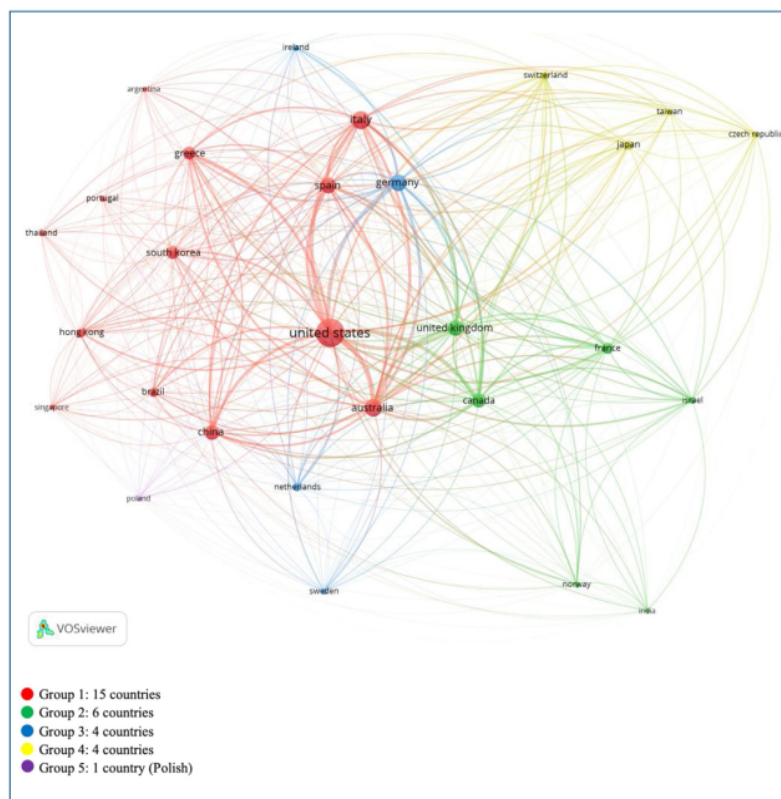 ireland
switzerland
argentina
taiwan
italy
czech republic
greece
japan
spain
germany
portugal
thailand
south korea
hong kong
united states
united kingdom
france
brazil
singapore
australia
canada
israel
china
netherlands
poland
norway
sweden
india
VOSviewer
Group 1: 15 countries
Group 2: 6 countries
Group 3: 4 countries
Group 4: 4 countries
Group 5: 1 country (Polish)